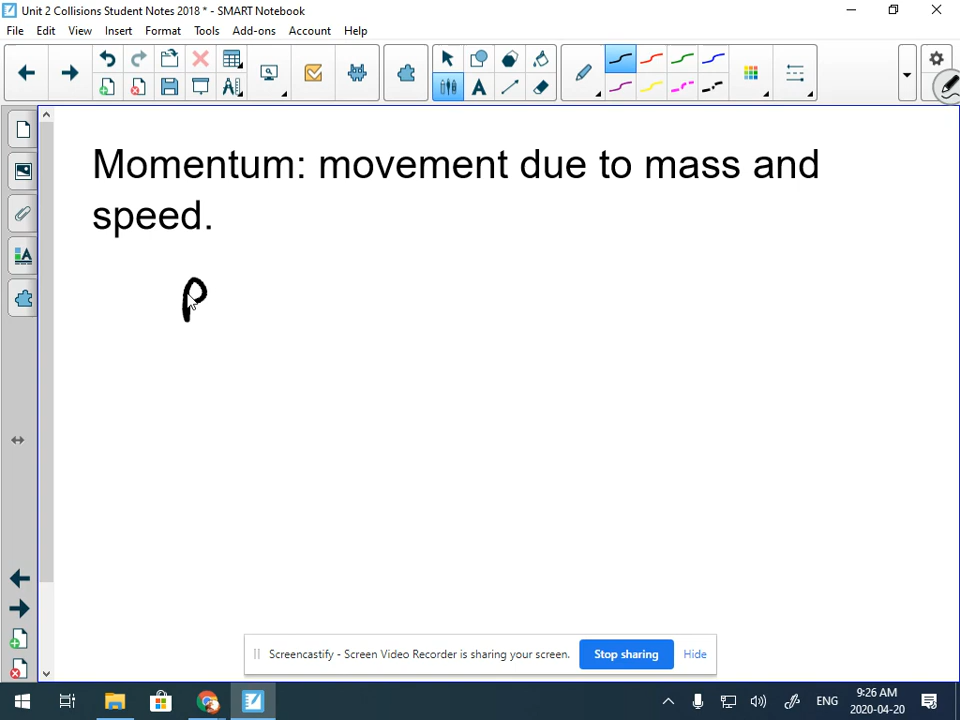 Unit 2 Collisions Student Notes 2018 * - SMART Notebook
File Edit View Insert Format Tools Add-ons Account Help
Momentum: movement due to mass and
speed.
p
Screencastify - Screen Video Recorder is sharing your screen. Stop sharing Hide
ENG 9:26 AM
2020-04-20